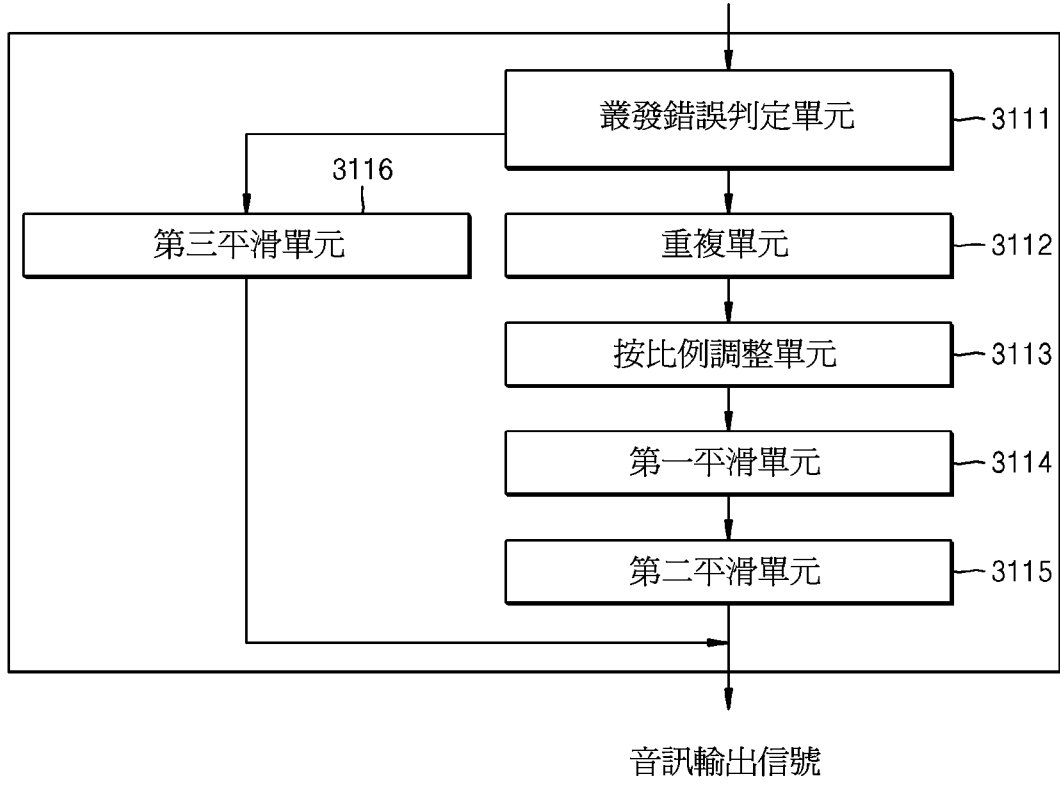 叢發錯誤判定單元
3111
3116
第三平滑單元
重複單元
3112
按比例調整單元
3113
第一平滑單元
3114
第二平滑單元
3115
音訊輸出信號